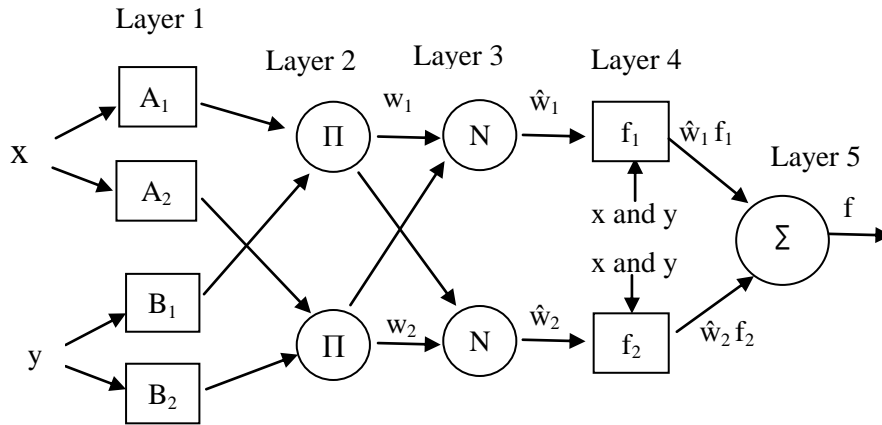 Layer 1
Layer 2
Layer 3
Layer 4
Layer 5
x
y
A₁
A₂
B₁
B₂
Π
Π
w₁
w₂
N
N
ŵ₁
ŵ₂
f₁
x and y
x and y
f₂
ŵ₁ f₁
ŵ₂ f₂
Σ
f